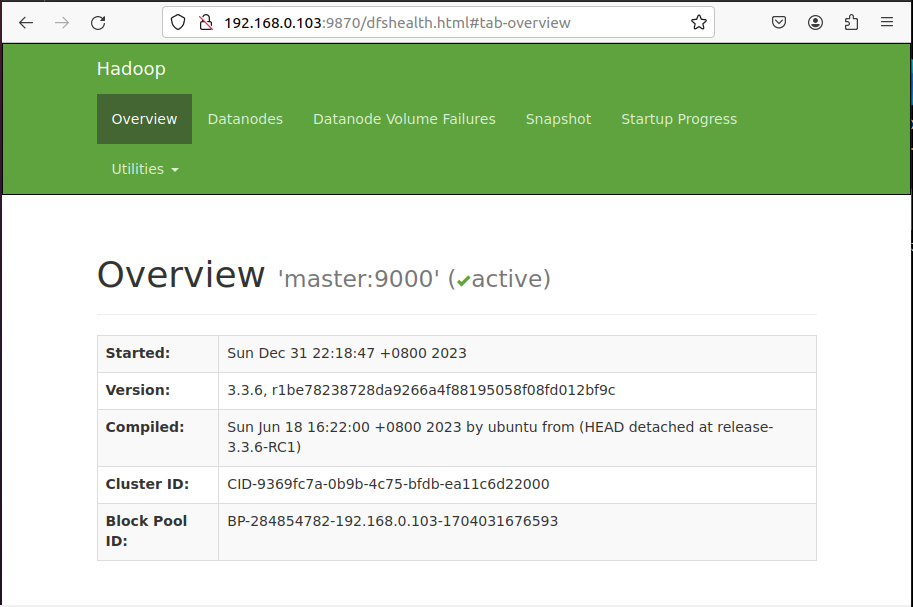 192.168.0.103:9870/dfshealth.html#tab-overview
Hadoop
Overview Datanodes Datanode Volume Failures Snapshot Startup Progress
Utilities
Overview 'master:9000' (✔active)
Started: Sun Dec 31 22:18:47 +0800 2023
Version: 3.3.6, r1be78238728da9266a4f88195058f08fd012bf9c
Compiled: Sun Jun 18 16:22:00 +0800 2023 by ubuntu from (HEAD detached at release-
3.3.6-RC1)
Cluster ID: CID-9369fc7a-0b9b-4c75-bfdb-ea11c6d22000
Block Pool BP-284854782-192.168.0.103-1704031676593
ID: